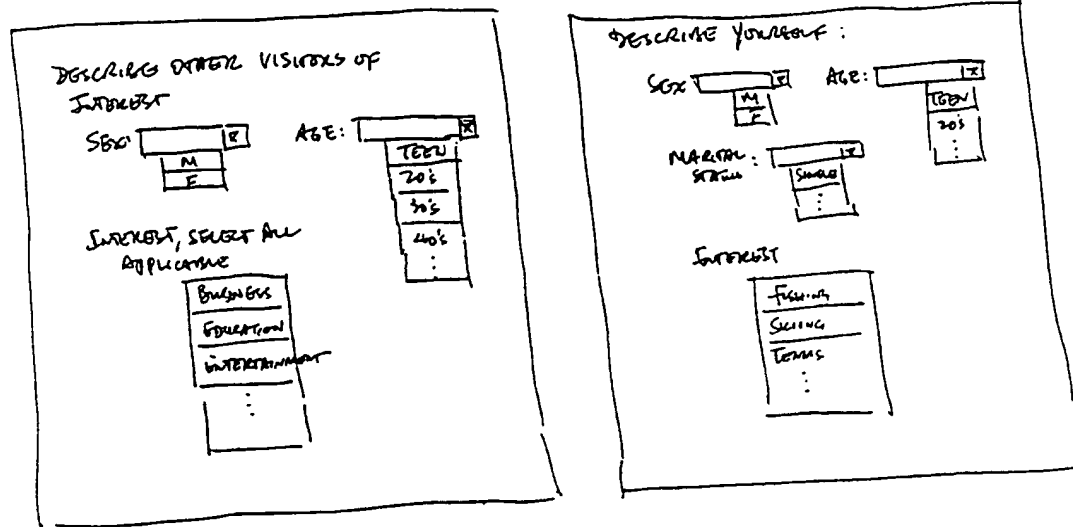 DESCRIBE OTHER VISITORS OF
INTEREST
SEX:
M
F
AGE:
TEEN
20's
30's
40's
INTEREST, SELECT ALL
APPLICABLE
BUSINESS
EDUCATION
ENTERTAINMENT
DESCRIBE YOURSELF:
SEX
M
F
AGE:
TEEN
20's
MARITAL
STATUS:
SINGLE
INTEREST
FISHING
SKIING
TENNIS